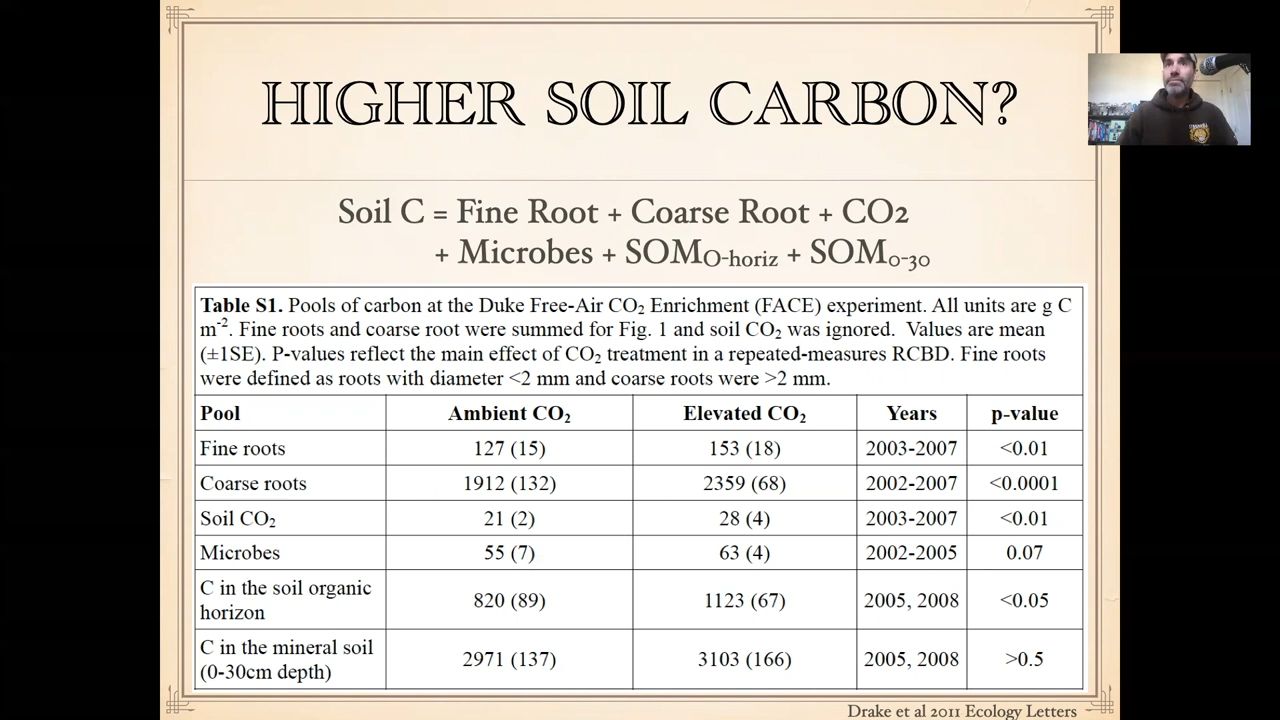 HIGHER SOIL CARBON?
Soil C = Fine Root + Coarse Root + CO2
+ Microbes + SOMO-horiz + SOM0-30
Table S1. Pools of carbon at the Duke Free-Air CO₂ Enrichment (FACE) experiment. All units are g C
m⁻². Fine roots and coarse root were summed for Fig. 1 and soil CO₂ was ignored. Values are mean
(±1SE). P-values reflect the main effect of CO₂ treatment in a repeated-measures RCBD. Fine roots
were defined as roots with diameter <2 mm and coarse roots were >2 mm.
Pool Ambient CO₂ Elevated CO₂ Years p-value
Fine roots 127 (15) 153 (18) 2003-2007 <0.01
Coarse roots 1912 (132) 2359 (68) 2002-2007 <0.0001
Soil CO₂ 21 (2) 28 (4) 2003-2007 <0.01
Microbes 55 (7) 63 (4) 2002-2005 0.07
C in the soil organic
horizon 820 (89) 1123 (67) 2005, 2008 <0.05
C in the mineral soil
(0-30cm depth) 2971 (137) 3103 (166) 2005, 2008 >0.5
Drake et al 2011 Ecology Letters